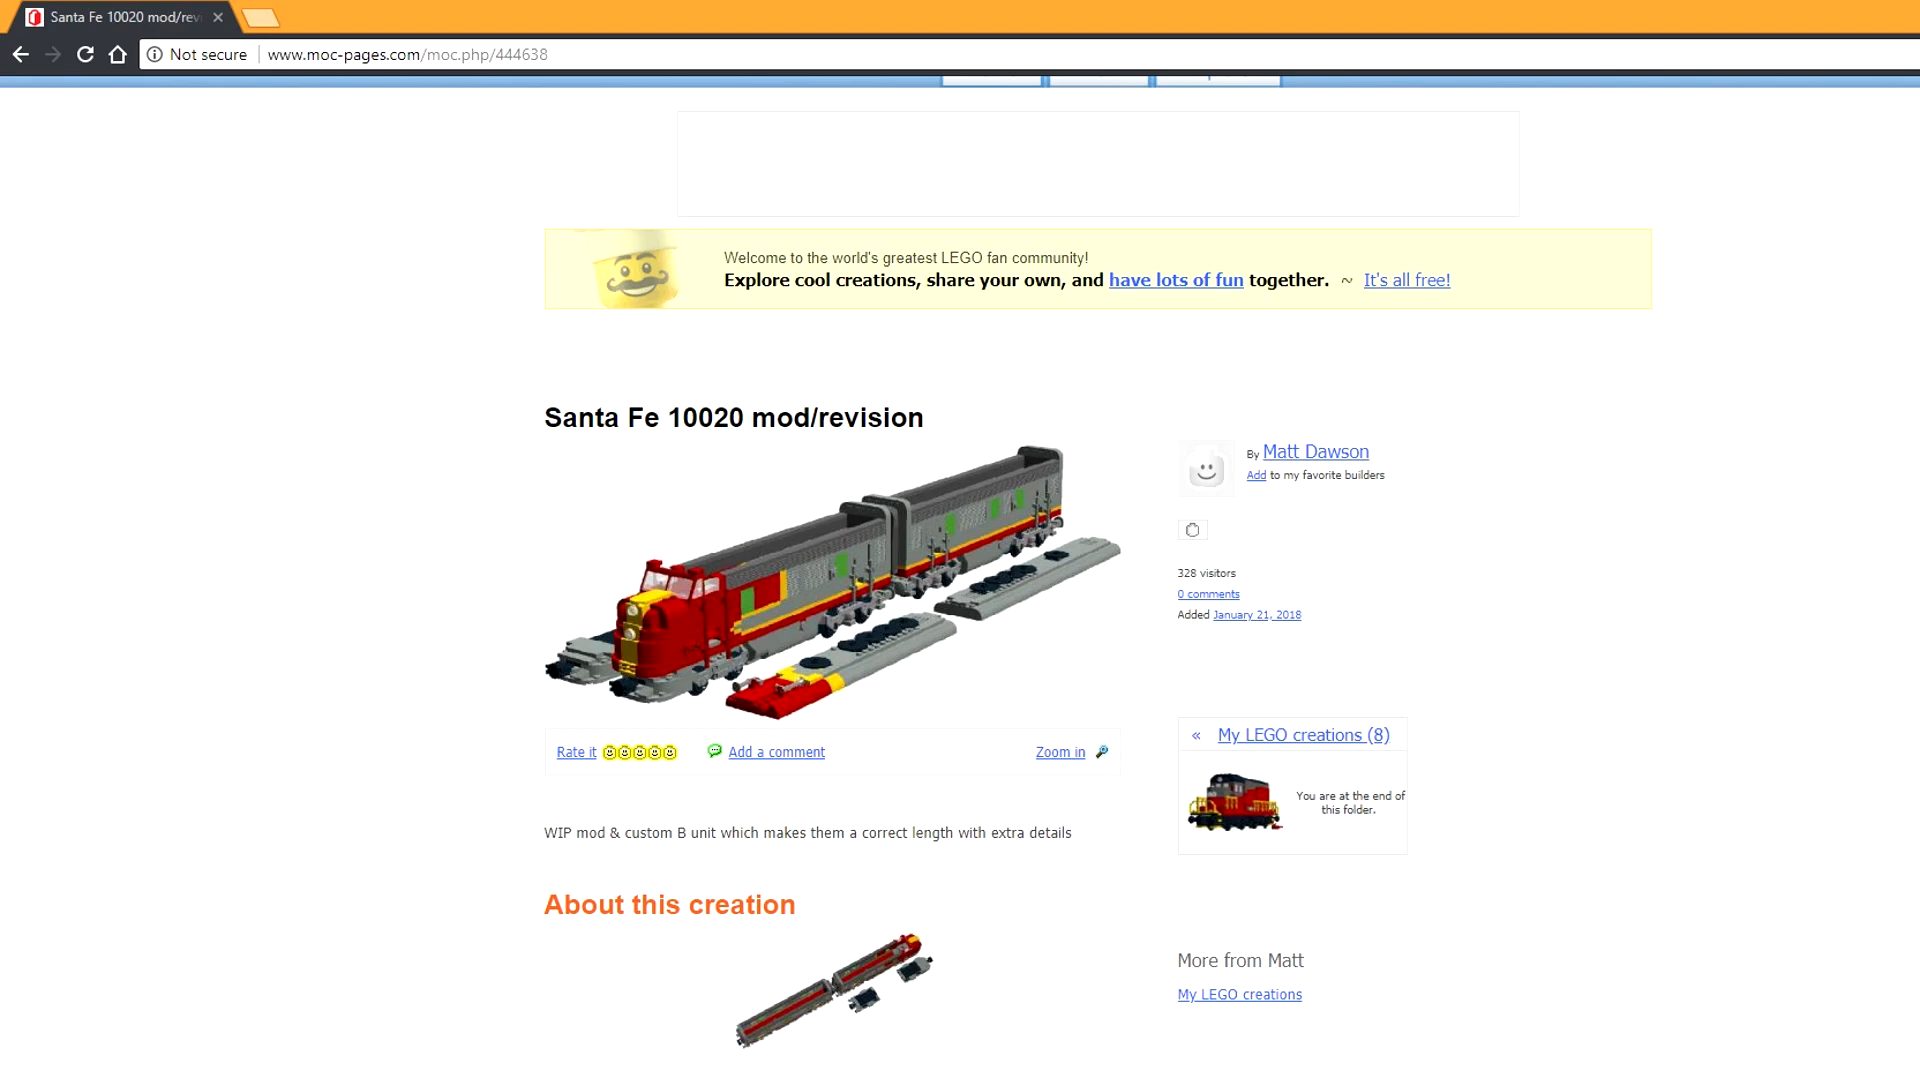 Santa Fe 10020 mod/rev
Not secure
www.moc-pages.com/moc.php/444638
Welcome to the world's greatest LEGO fan community!
Explore cool creations, share your own, and have lots of fun together. ~ It's all free!
Santa Fe 10020 mod/revision
By Matt Dawson
Add to my favorite builders
328 visitors
0 comments
Added January 21, 2018
« My LEGO creations (8)
You are at the end of
this folder.
Rate it
Add a comment
Zoom in
WIP mod & custom B unit which makes them a correct length with extra details
About this creation
More from Matt
My LEGO creations